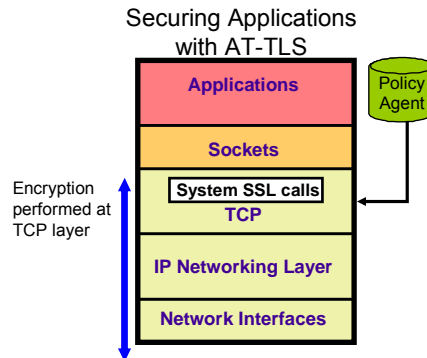 Securing Applications
with AT-TLS
Applications
Policy
Agent
Sockets
Encryption
performed at
TCP layer
System SSL calls
TCP
IP Networking Layer
Network Interfaces